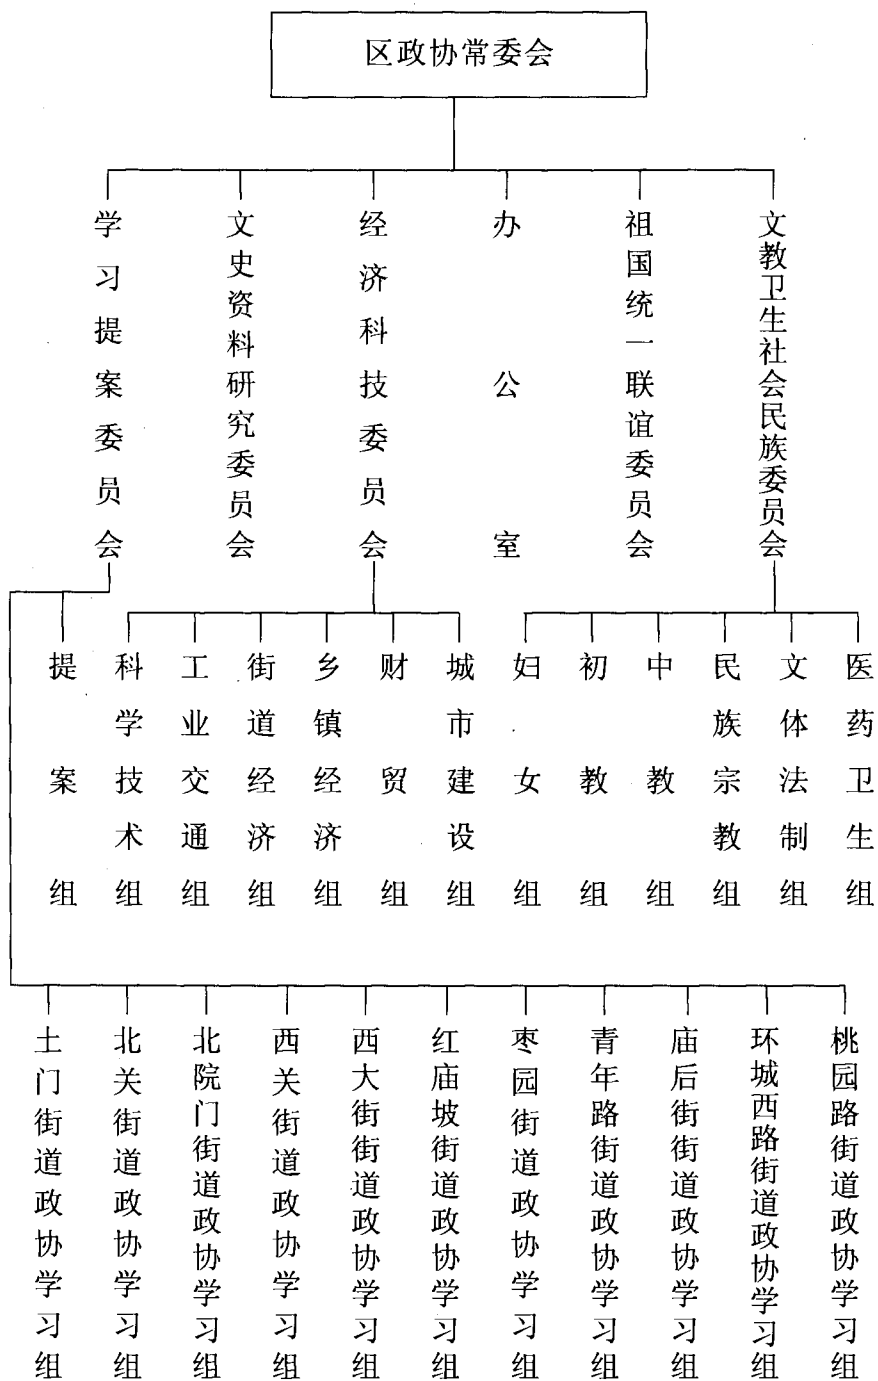 区政协常委会
学习提案委员会
文史资料研究委员会
经济科技委员会
办公室
祖国统一联谊委员会
文教卫生社会民族委员会
提案组
科学技术组
工业交通组
街道经济组
乡镇经济组
财贸组
城市建设组
妇女组
初教组
中教组
民族宗教组
文体法制组
医药卫生组
土门街道政协学习组
北关街道政协学习组
北院门街道政协学习组
西关街道政协学习组
西大街街道政协学习组
红庙坡街道政协学习组
枣园街道政协学习组
青年路街道政协学习组
庙后街街道政协学习组
环城西路街道政协学习组
桃园路街道政协学习组